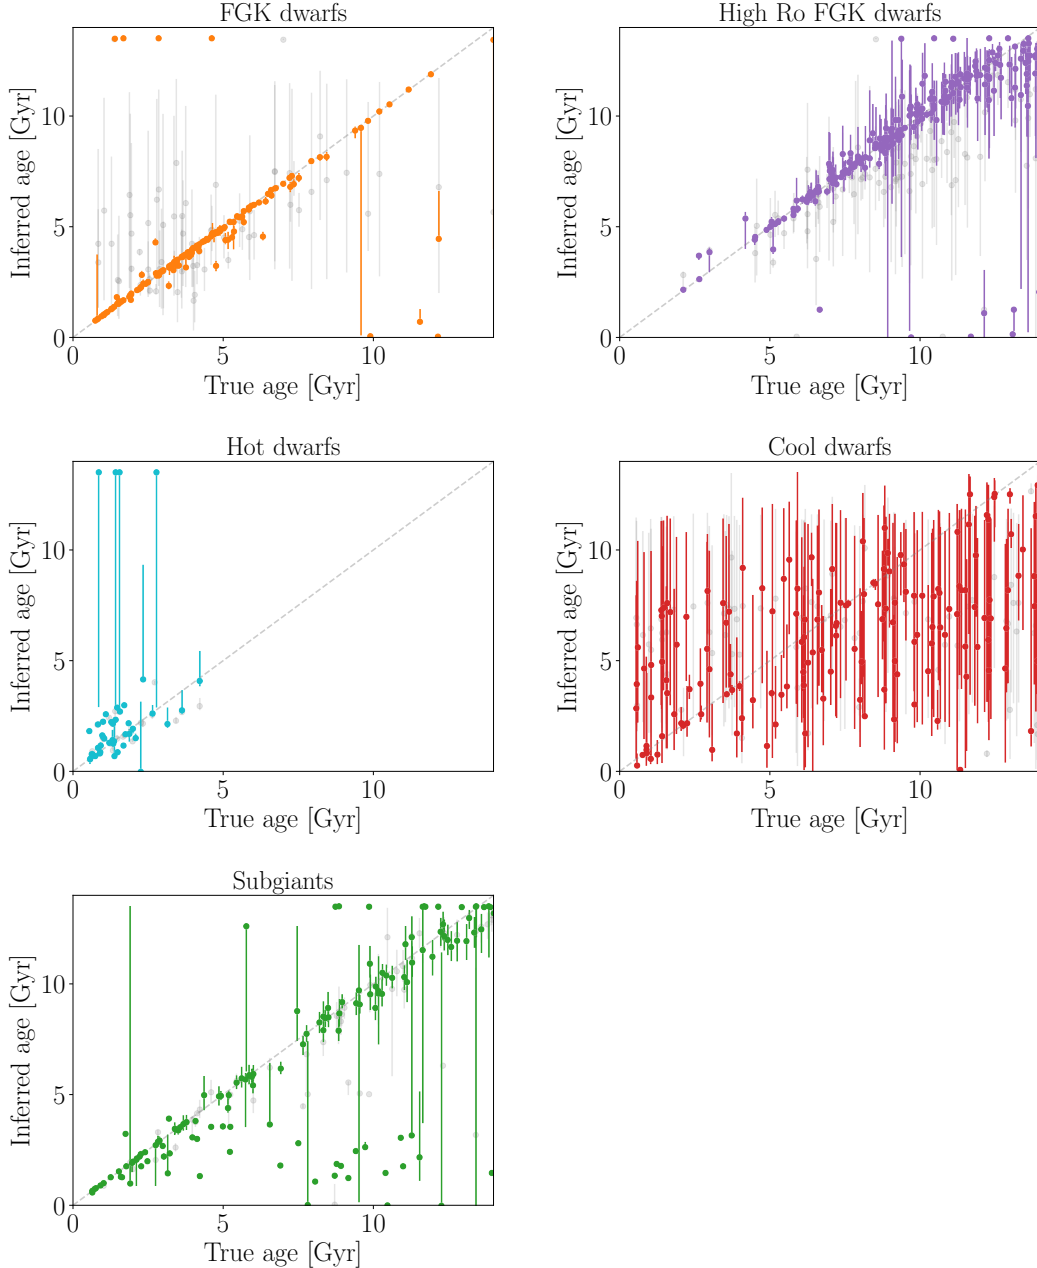 FGK dwarfs
High Ro FGK dwarfs
Inferred age [Gyr]
10
5
0
0 5 10
True age [Gyr]
Inferred age [Gyr]
10
5
0
0 5 10
True age [Gyr]
Hot dwarfs
Cool dwarfs
Inferred age [Gyr]
10
5
0
0 5 10
True age [Gyr]
Inferred age [Gyr]
10
5
0
0 5 10
True age [Gyr]
Subgiants
Inferred age [Gyr]
10
5
0
0 5 10
True age [Gyr]